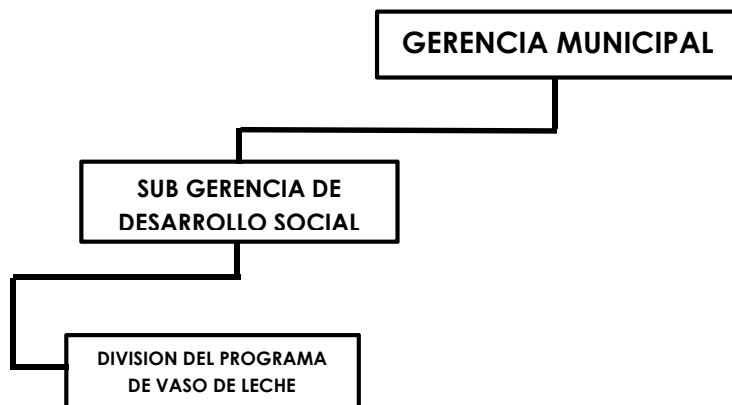 GERENCIA MUNICIPAL
SUB GERENCIA DE
DESARROLLO SOCIAL
DIVISION DEL PROGRAMA
DE VASO DE LECHE